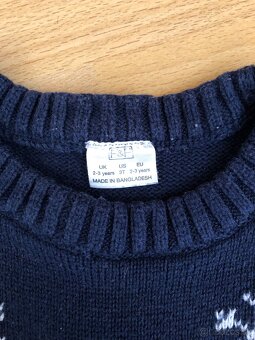 F&F
UK US EU
2-3 years 3T 2-3 years
MADE IN BANGLADESH